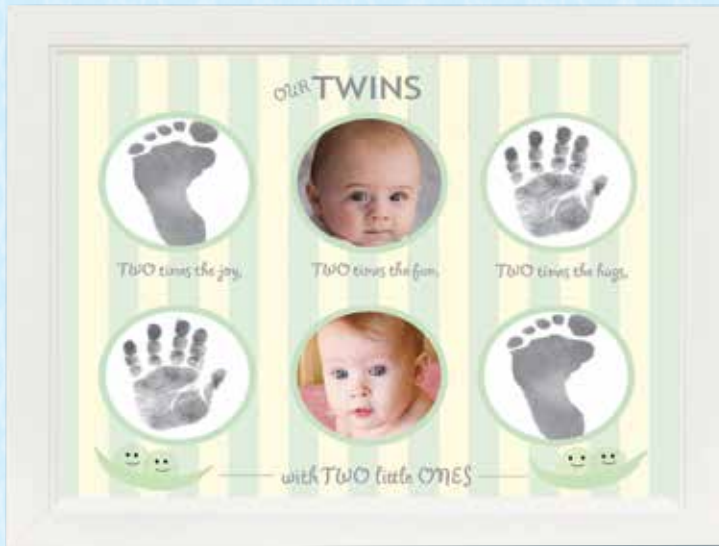 OUR TWINS
TWO times the joy,
TWO times the fun,
TWO times the hugs,
with TWO little ONES